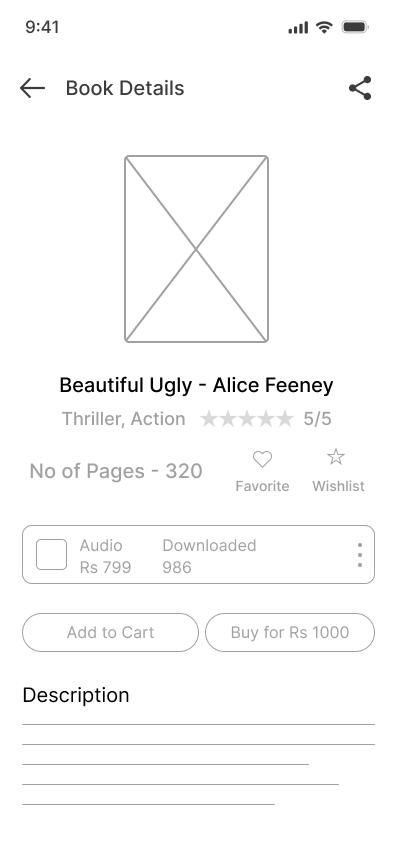 9:41
Book Details
Beautiful Ugly - Alice Feeney
Thriller, Action 5/5
No of Pages - 320
Favorite Wishlist
Audio Downloaded
Rs 799 986
Add to Cart Buy for Rs 1000
Description